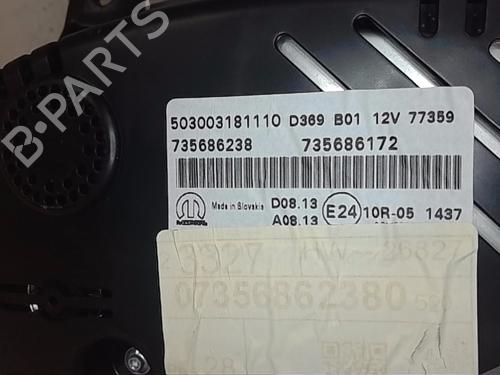 B-PARTS
503003181110 D369 B01 12V 77359
735686238 735686172
Made in Slovakia
D08.13
A08.13
E24
10R-05 1437
07356862380
28